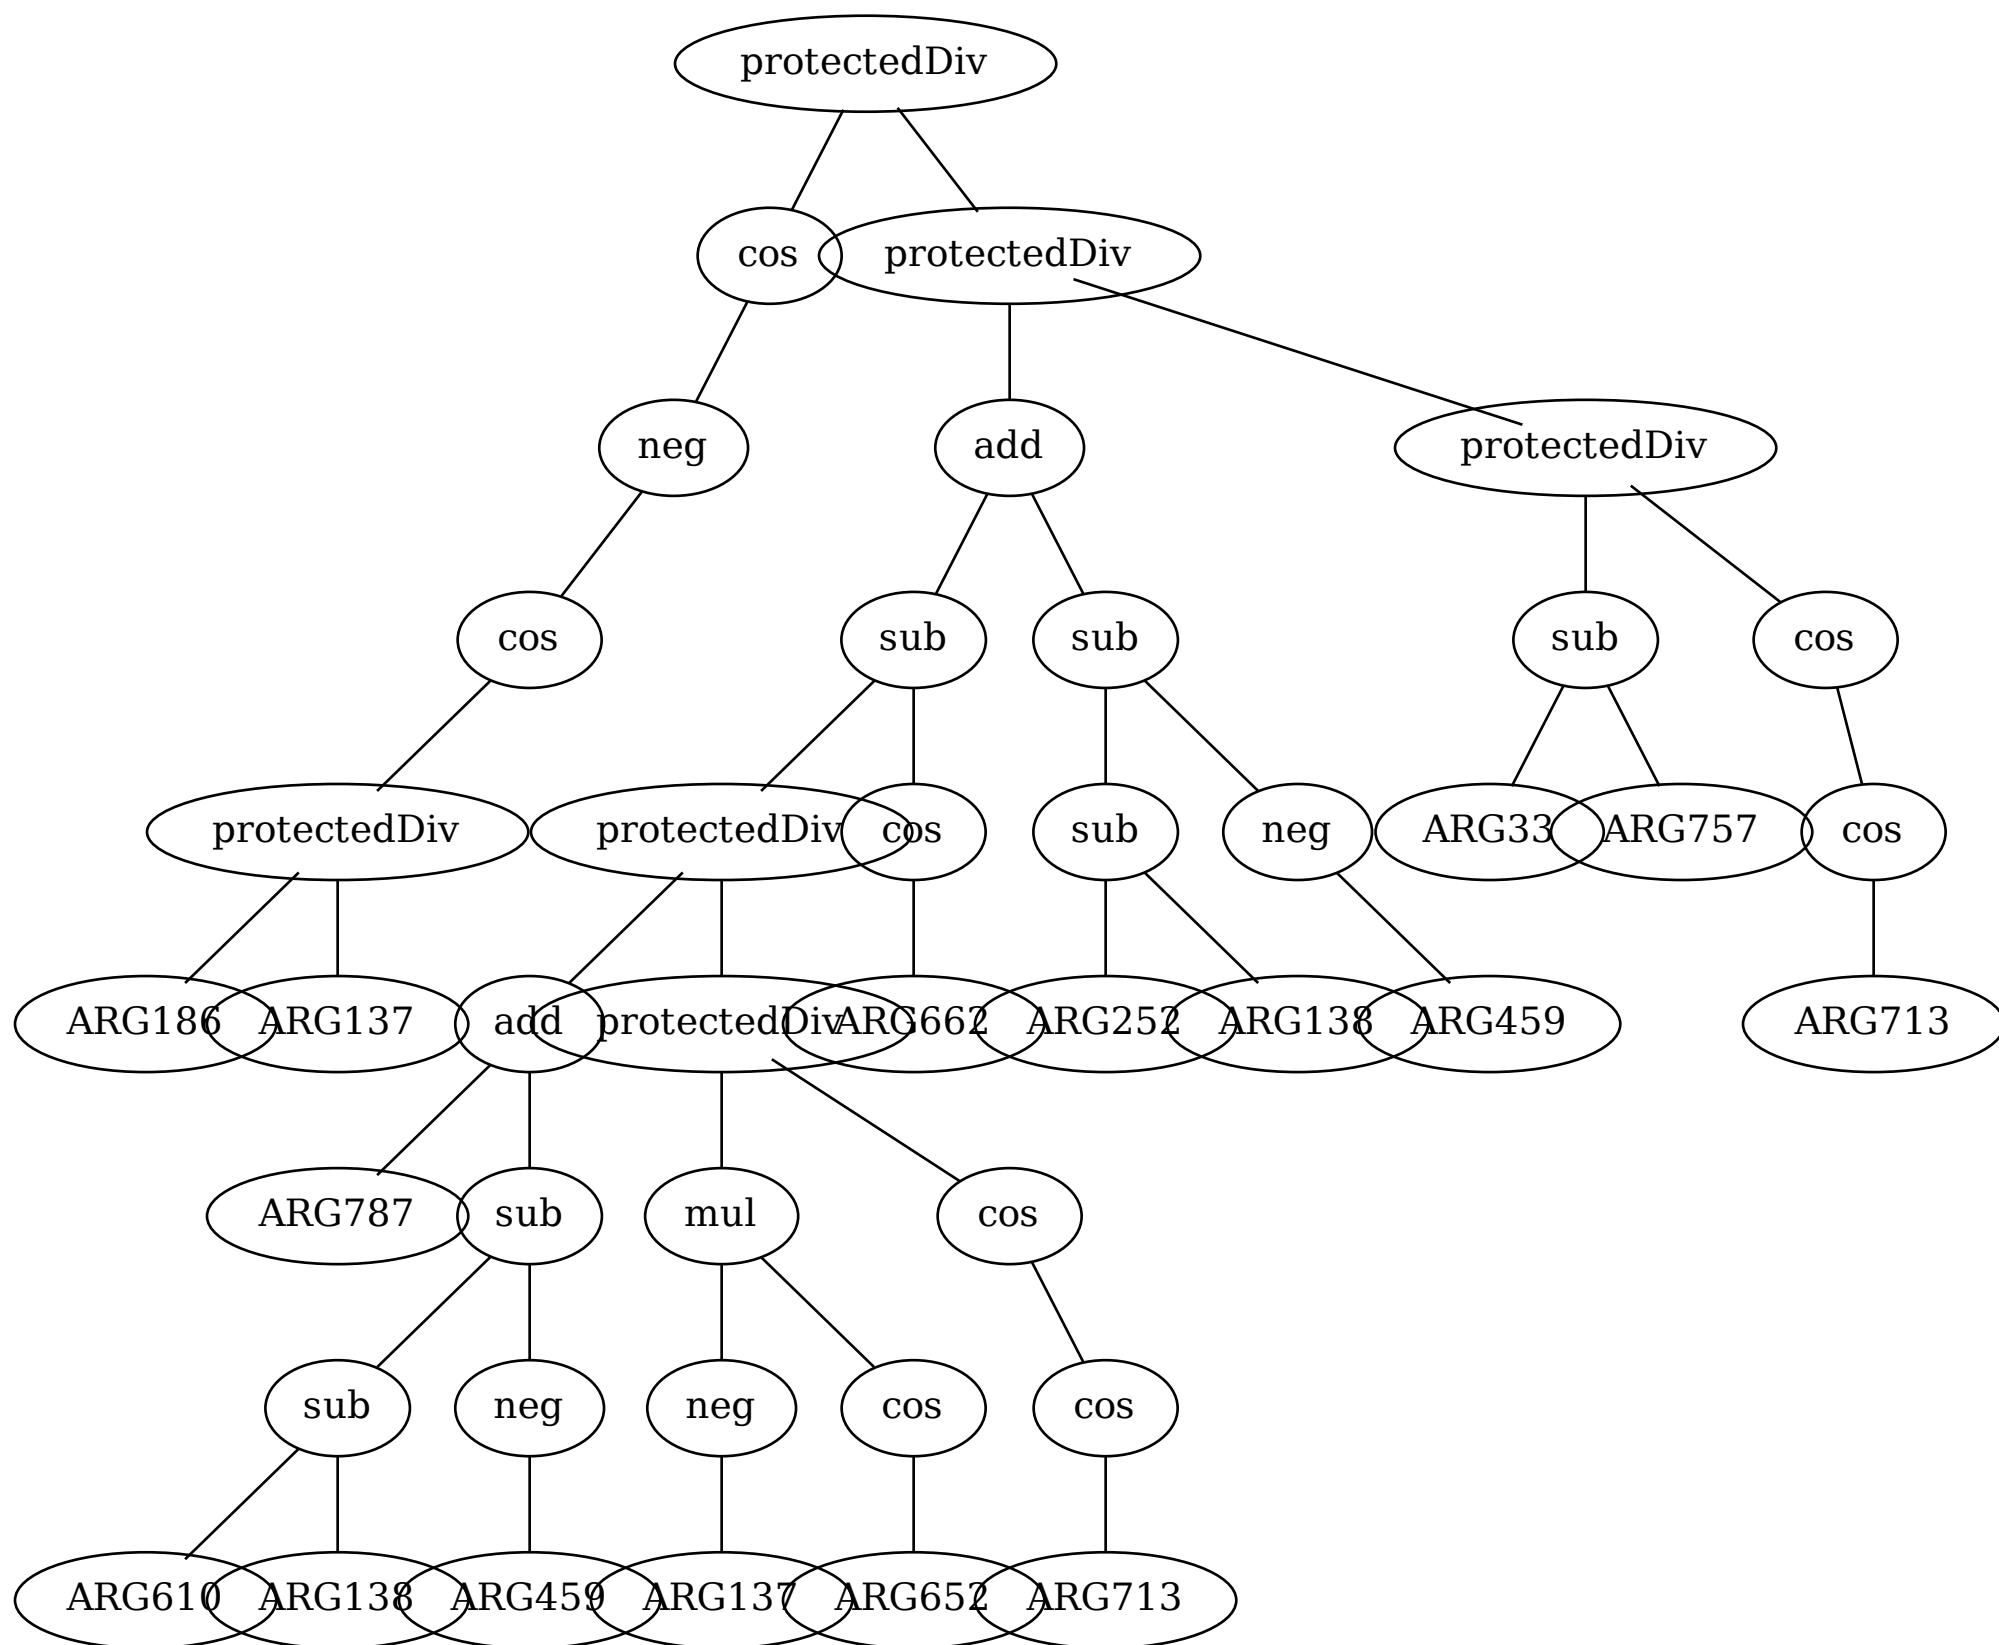 protectedDiv
cos protectedDiv
neg add protectedDiv
cos sub sub sub cos
protectedDiv protectedDiv cos sub neg ARG33 ARG757 cos
ARG186 ARG137 add protectedDiv ARG662 ARG252 ARG138 ARG459 ARG713
ARG787 sub mul cos
sub neg neg cos cos
ARG610 ARG138 ARG459 ARG137 ARG652 ARG713